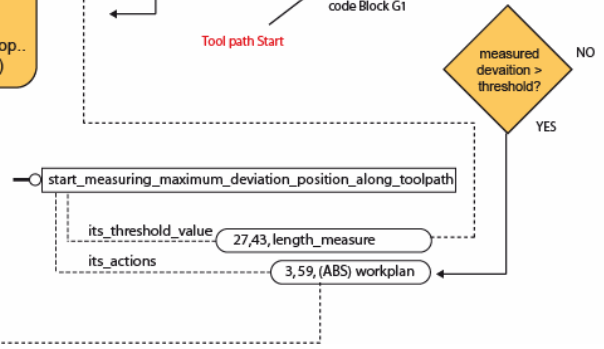 code Block G1
op..
)
Tool path Start
measured
devaition >
threshold?
NO
YES
start_measuring_maximum_deviation_position_along_toolpath
its_threshold_value
27,43, length_measure
its_actions
3, 59, (ABS) workplan